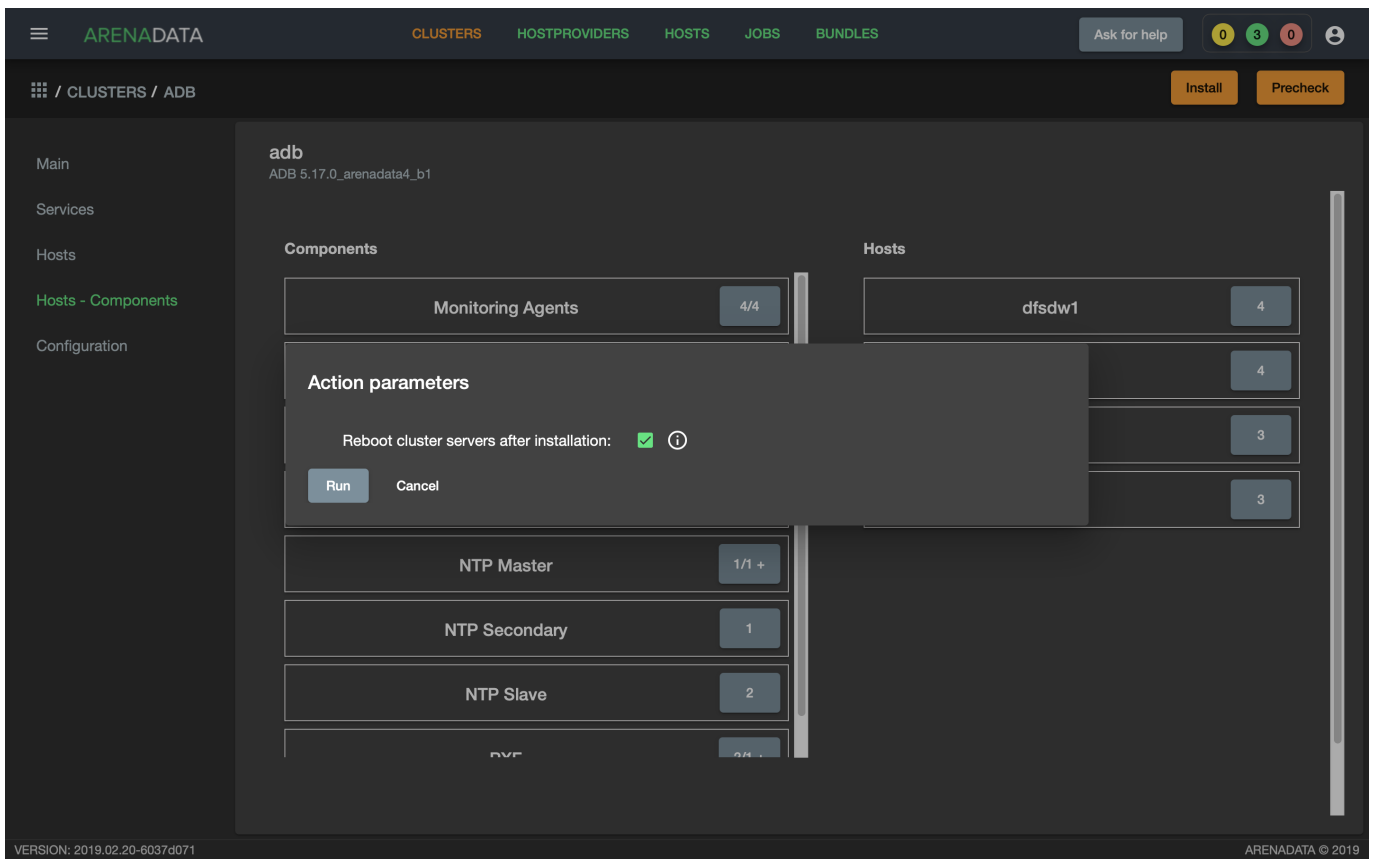 ARENADATA
CLUSTERS HOSTPROVIDERS HOSTS JOBS BUNDLES
Ask for help
0 3 0
/ CLUSTERS / ADB
Install Precheck
Main
Services
Hosts
Hosts - Components
Configuration
adb
ADB 5.17.0_arenadata4_b1
Components
Hosts
Monitoring Agents 4/4
dfsdw1 4
4
3
3
Action parameters
Reboot cluster servers after installation:
Run Cancel
NTP Master 1/1 +
NTP Secondary 1
NTP Slave 2
VERSION: 2019.02.20-6037d071
ARENADATA © 2019